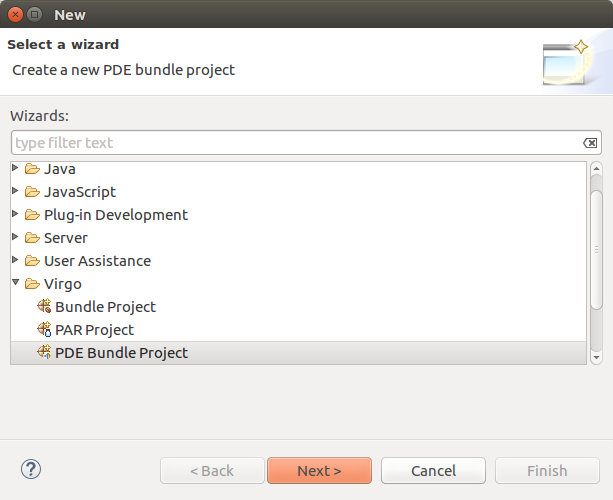 New
Select a wizard
Create a new PDE bundle project
Wizards:
type filter text
Java
JavaScript
Plug-in Development
Server
User Assistance
Virgo
Bundle Project
PAR Project
PDE Bundle Project
? < Back Next > Cancel Finish